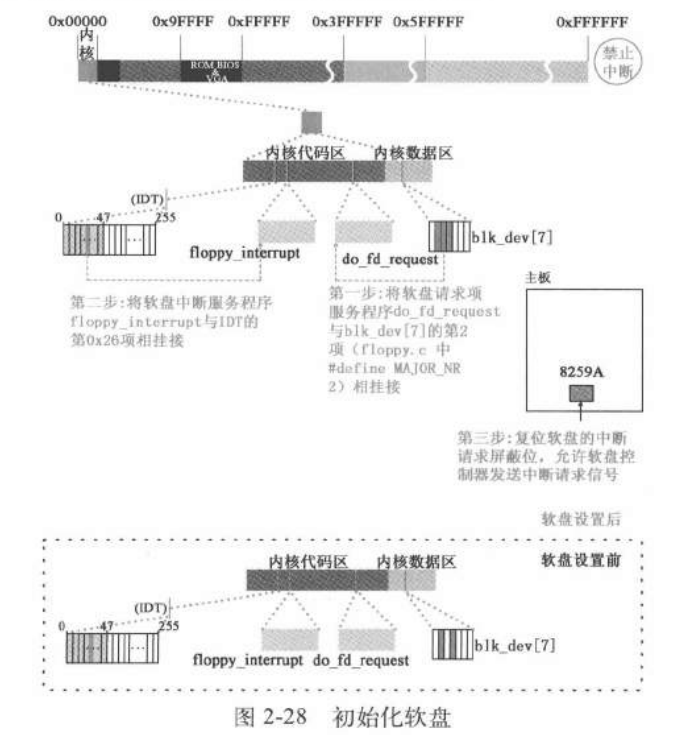 0x00000 0x9FFFF 0xFFFFF 0x3FFFFF 0x5FFFFF 0xFFFFFF
内
核
ROM BIOS
&
VGA
禁止
中断
内核代码区 内核数据区
(IDT)
0 47 255
floppy_interrupt do_fd_request blk_dev[7]
第二步:将软盘中断服务程序
floppy_interrupt与IDT的
第0x26项相挂接
第一步:将软盘请求项
服务程序do_fd_request
与blk_dev[7]的第2
项（floppy.c 中
#define MAJOR_NR
2）相挂接
主板
8259A
第三步:复位软盘的中断
请求屏蔽位，允许软盘控
制器发送中断请求信号
软盘设置后
软盘设置前
内核代码区 内核数据区
(IDT)
0 47 255
floppy_interrupt do_fd_request blk_dev[7]
图 2-28 初始化软盘